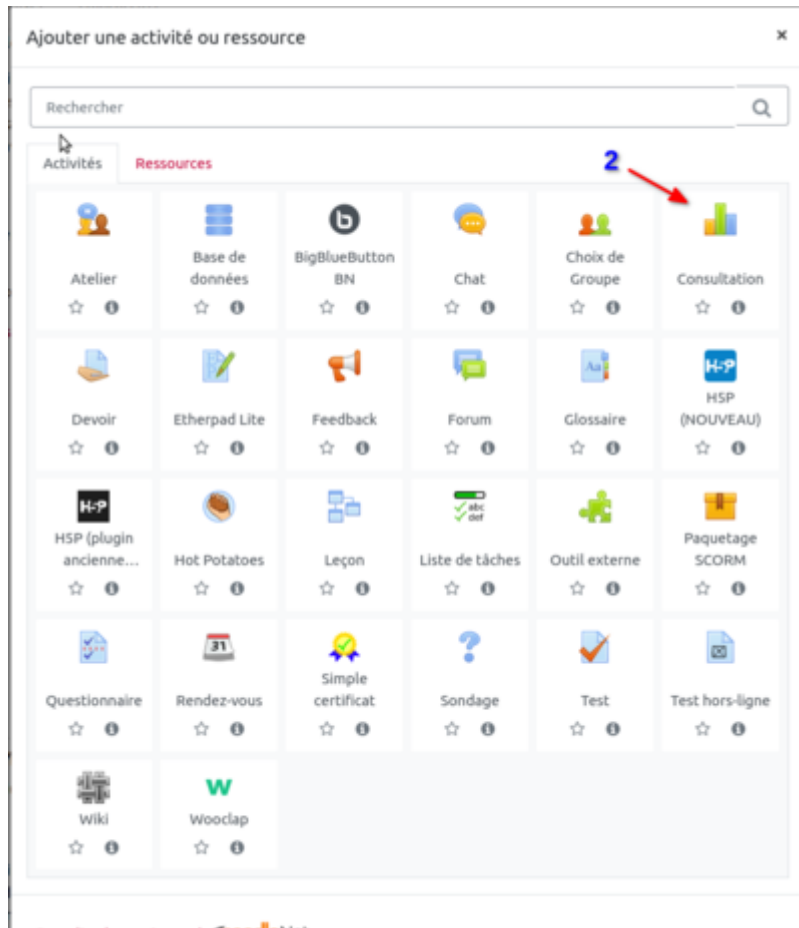 Ajouter une activité ou ressource ×
Rechercher
Activités Ressources
2
Atelier
Base de
données
BigBlueButton
BN
Chat
Choix de
Groupe
Consultation
Devoir
Etherpad Lite
Feedback
Forum
Aa
Glossaire
H-P
H5P
(NOUVEAU)
H-P
H5P (plugin
ancienne...
Hot Potatoes
Leçon
abc
def
Liste de tâches
Outil externe
Paquetage
SCORM
Questionnaire
31
Rendez-vous
Simple
certificat
Sondage
Test
Test hors-ligne
Wiki
W
Wooclap